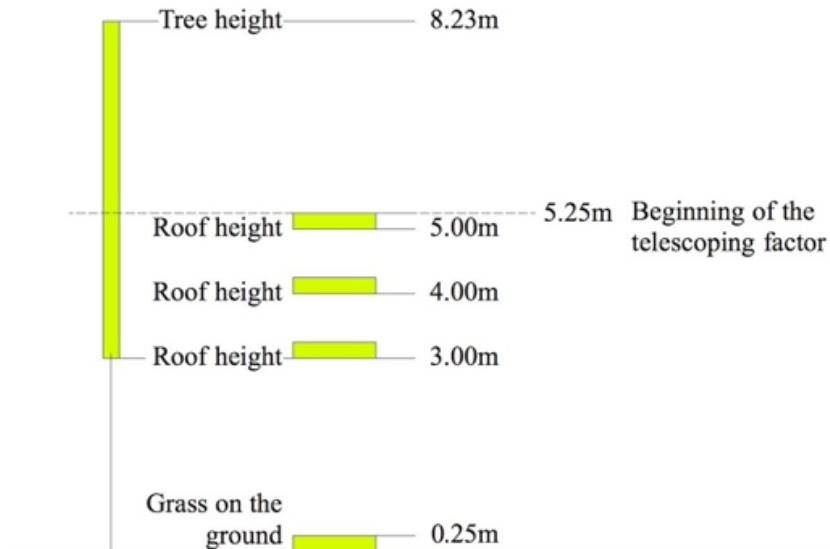 Tree height 8.23m
5.25m Beginning of the
telescoping factor
Roof height 5.00m
Roof height 4.00m
Roof height 3.00m
Grass on the
ground 0.25m